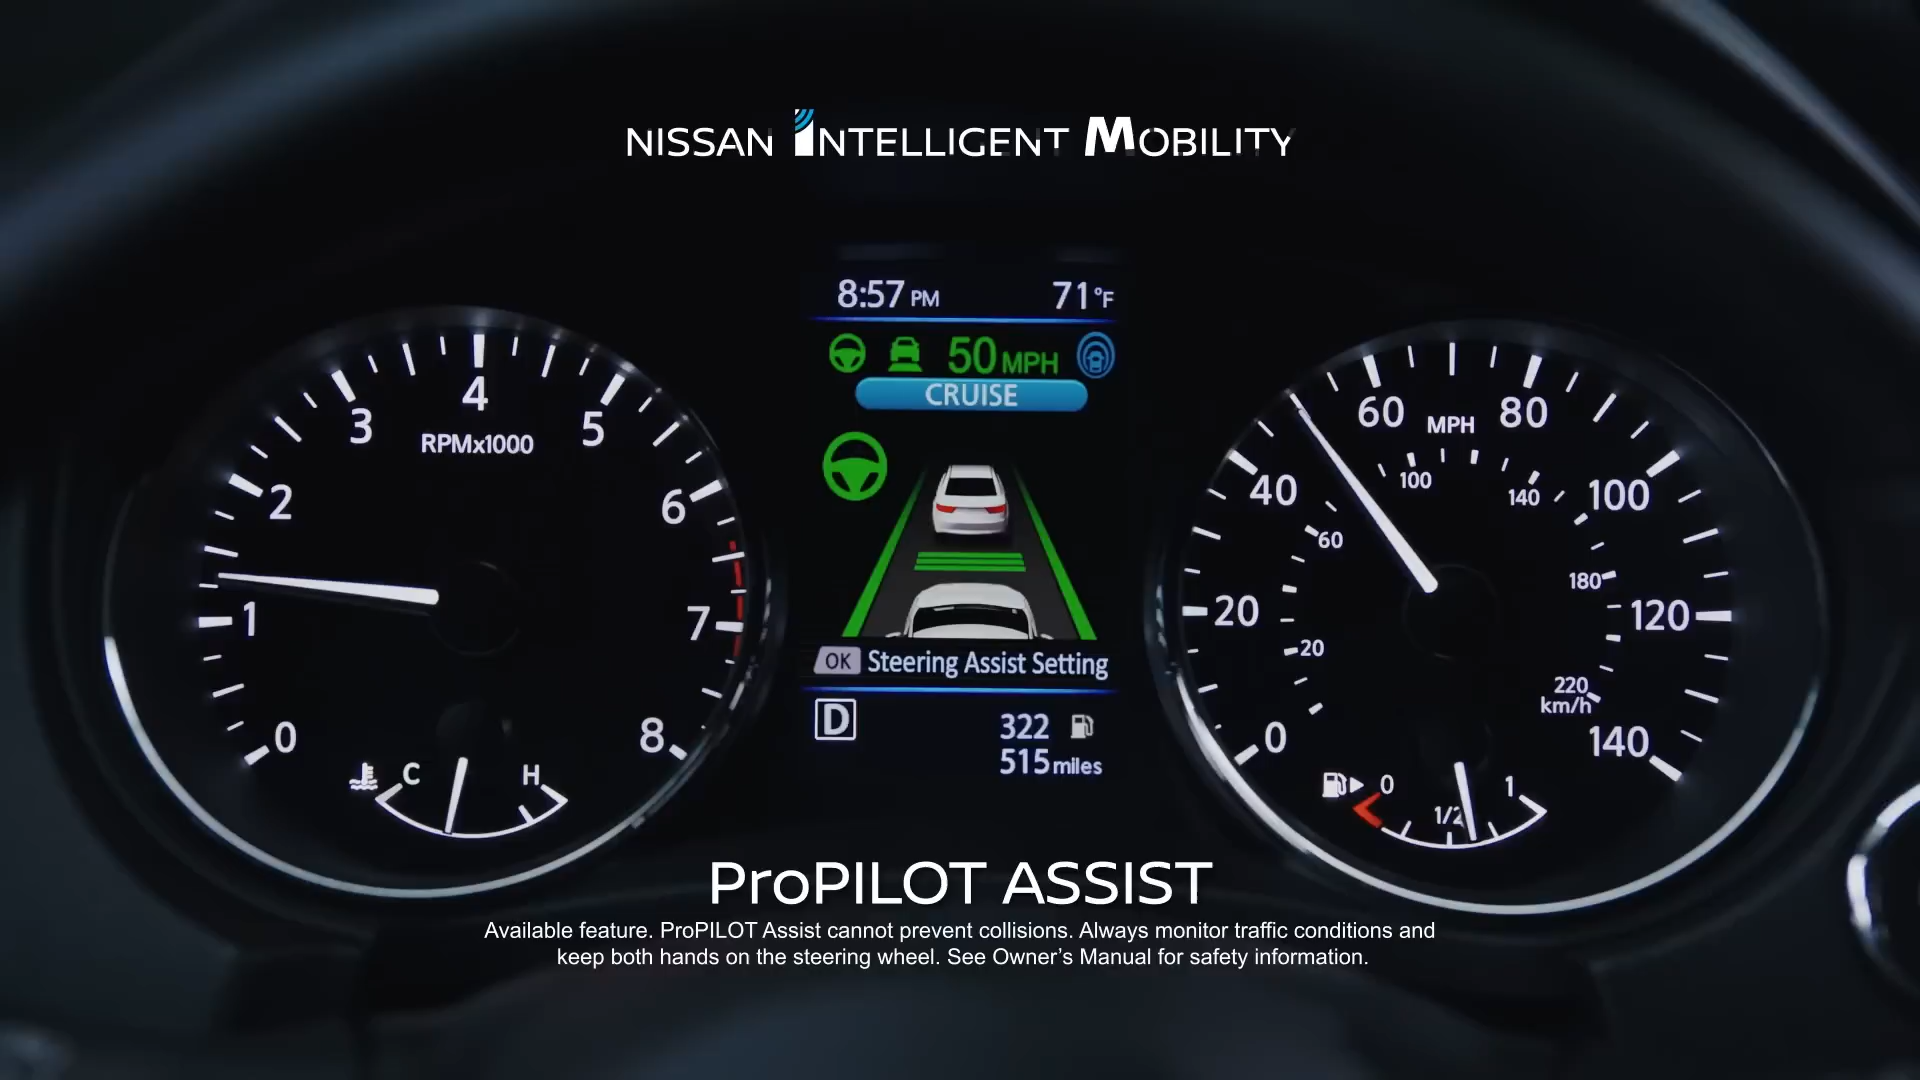 NISSAN INTELLIGENT MOBILITY
8:57 PM 71°F
50 MPH
CRUISE
OK Steering Assist Setting
D 322
515 miles
0
1
2
3
4
5
6
7
8
RPMx1000
C H
0
20
40
60
80
100
120
140
MPH
20
60
100
140
180
220
km/h
0 1/2 1
ProPILOT ASSIST
Available feature. ProPILOT Assist cannot prevent collisions. Always monitor traffic conditions and
keep both hands on the steering wheel. See Owner’s Manual for safety information.